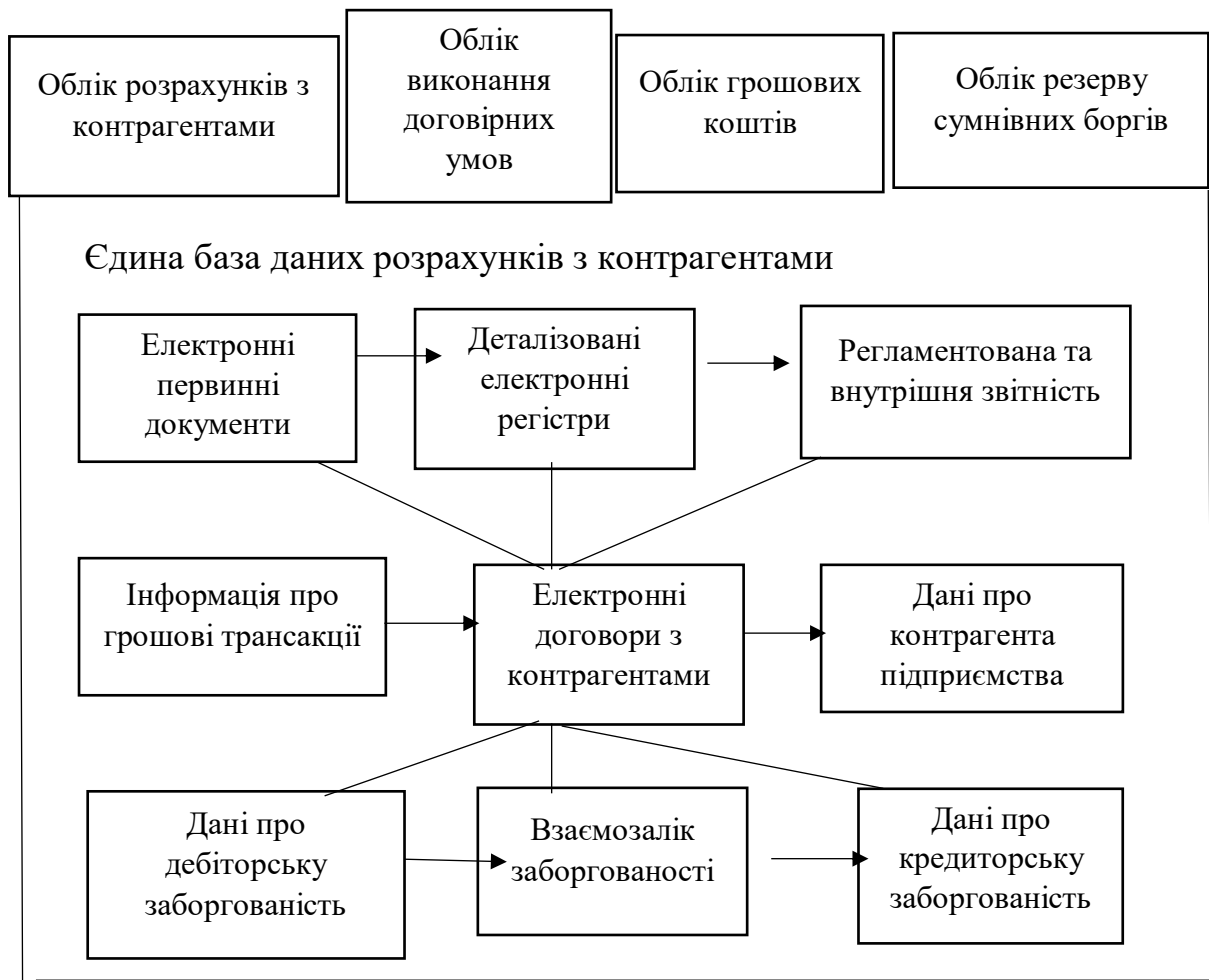 Облік розрахунків з
контрагентами
Облік
виконання
договірних
умов
Облік грошових
коштів
Облік резерву
сумнівних боргів
Єдина база даних розрахунків з контрагентами
Електронні
первинні
документи
Деталізовані
електронні
регістри
Регламентована та
внутрішня звітність
Інформація про
грошові трансакції
Електронні
договори з
контрагентами
Дані про
контрагента
підприємства
Дані про
дебіторську
заборгованість
Взаємозалік
заборгованості
Дані про
кредиторську
заборгованість